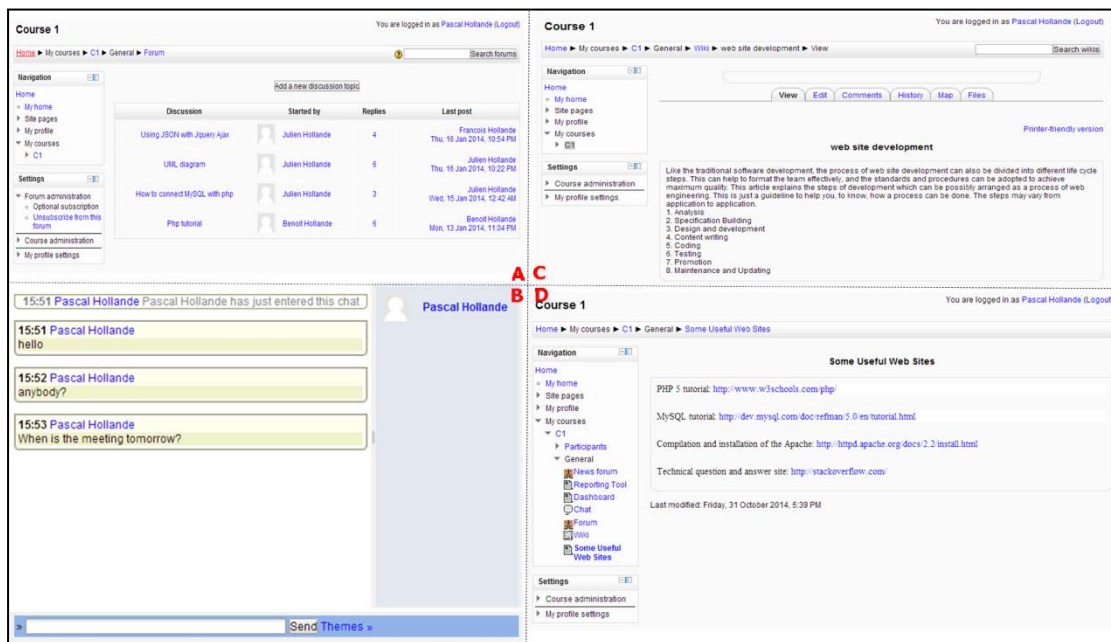 Course 1
You are logged in as Pascal Hollande (Logout)
Home ► My courses ► C1 ► General ► Forum
Search forums
Navigation
Home
My home
Site pages
My profile
My courses
C1
Settings
Forum administration
Optional subscription
Unsubscribe from this
forum
Course administration
My profile settings
Add a new discussion topic
Discussion Started by Replies Last post
Using JSON with Jquery Ajax Julien Hollande 4 Francois Hollande
Thu, 16 Jan 2014, 10:54 PM
UML diagram Julien Hollande 6 Julien Hollande
Thu, 16 Jan 2014, 10:22 PM
How to connect MySQL with php Julien Hollande 3 Julien Hollande
Wed, 15 Jan 2014, 12:42 AM
Php tutorial Benoit Hollande 6 Benoit Hollande
Mon, 13 Jan 2014, 11:04 PM
A
B
15:51 Pascal Hollande Pascal Hollande has just entered this chat
15:51 Pascal Hollande
hello
15:52 Pascal Hollande
anybody?
15:53 Pascal Hollande
When is the meeting tomorrow?
Pascal Hollande
» Send Themes »
C
Course 1
You are logged in as Pascal Hollande (Logout)
Home ► My courses ► C1 ► General ► Wiki ► web site development ► View
Search wikis
Navigation
Home
My home
Site pages
My profile
My courses
C1
Settings
Course administration
My profile settings
View Edit Comments History Map Files
Printer-friendly version
web site development
Like the traditional software development, the process of web site development can also be divided into different life cycle
steps. This can help to format the team effectively, and the standards and procedures can be adopted to achieve
maximum quality. This article explains the steps of development which can be possibly arranged as a process of web
engineering. This is just a guideline to help you, to know, how a process can be done. The steps may vary from
application to application.
1. Analysis
2. Specification Building
3. Design and development
4. Content writing
5. Coding
6. Testing
7. Promotion
8. Maintenance and Updating
D
Course 1
You are logged in as Pascal Hollande (Logout
Home ► My courses ► C1 ► General ► Some Useful Web Sites
Navigation
Home
My home
Site pages
My profile
My courses
C1
Participants
General
News forum
Reporting Tool
Dashboard
Chat
Forum
Wiki
Some Useful
Web Sites
Settings
Course administration
My profile settings
Some Useful Web Sites
PHP 5 tutorial: http://www.w3schools.com/php/
MySQL tutorial: http://dev.mysql.com/doc/refman/5.0/en/tutorial.html
Compilation and installation of the Apache: http://httpd.apache.org/docs/2.2/install.html
Technical question and answer site: http://stackoverflow.com/
Last modified: Friday, 31 October 2014, 5:39 PM